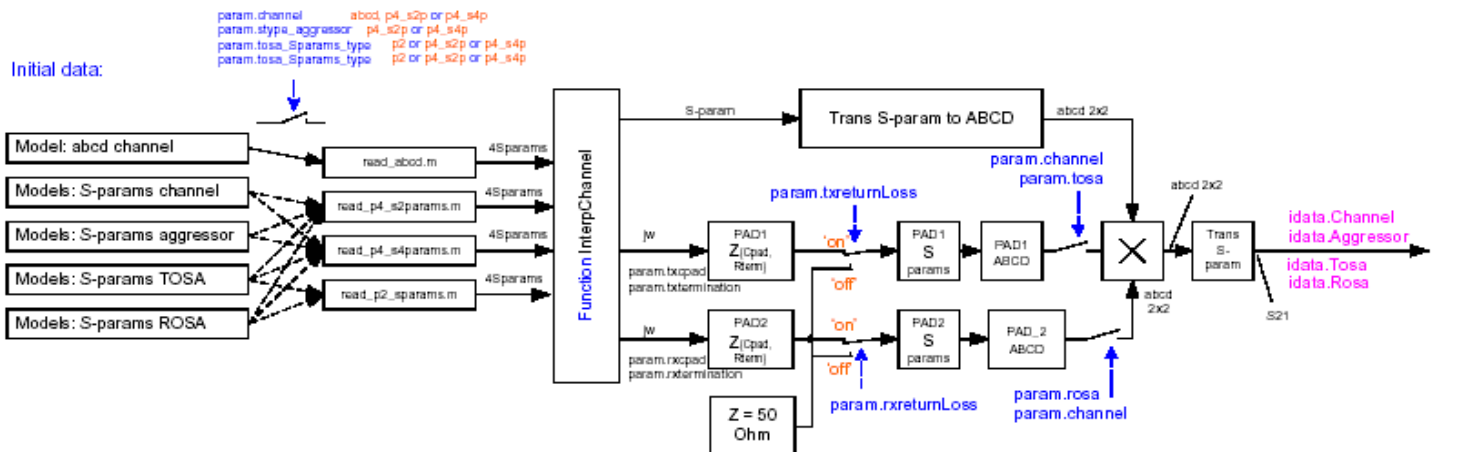 param.channel abcd, p4_s2p or p4_s4p
param.stype_aggressor p4_s2p or p4_s4p
param.tosa_Sparams_type p2 or p4_s2p or p4_s4p
param.tosa_Sparams_type p2 or p4_s2p or p4_s4p
Initial data:
Model: abcd channel
Models: S-params channel
Models: S-params aggressor
Models: S-params TOSA
Models: S-params ROSA
read_abcd.m
read_p4_s2params.m
read_p4_s4params.m
read_p2_sparams.m
4Sparams
4Sparams
4Sparams
4Sparams
Function InterpChannel
S-param
Trans S-param to ABCD
abcd 2x2
jw
param.txcpad
param.txtermination
PAD1
Z(Cpad,
Rterm)
param.txreturnLoss
'on'
'off'
PAD1
S
params
PAD1
ABCD
param.channel
param.tosa
jw
param.rxcpad
param.rxtermination
PAD2
Z(Cpad,
Rterm)
'on'
'off'
param.rxreturnLoss
PAD2
S
params
PAD_2
ABCD
param.rosa
param.channel
Z = 50
Ohm
abcd 2x2
abcd
2x2
Trans
S-
param
S21
idata.Channel
idata.Aggressor
idata.Tosa
idata.Rosa